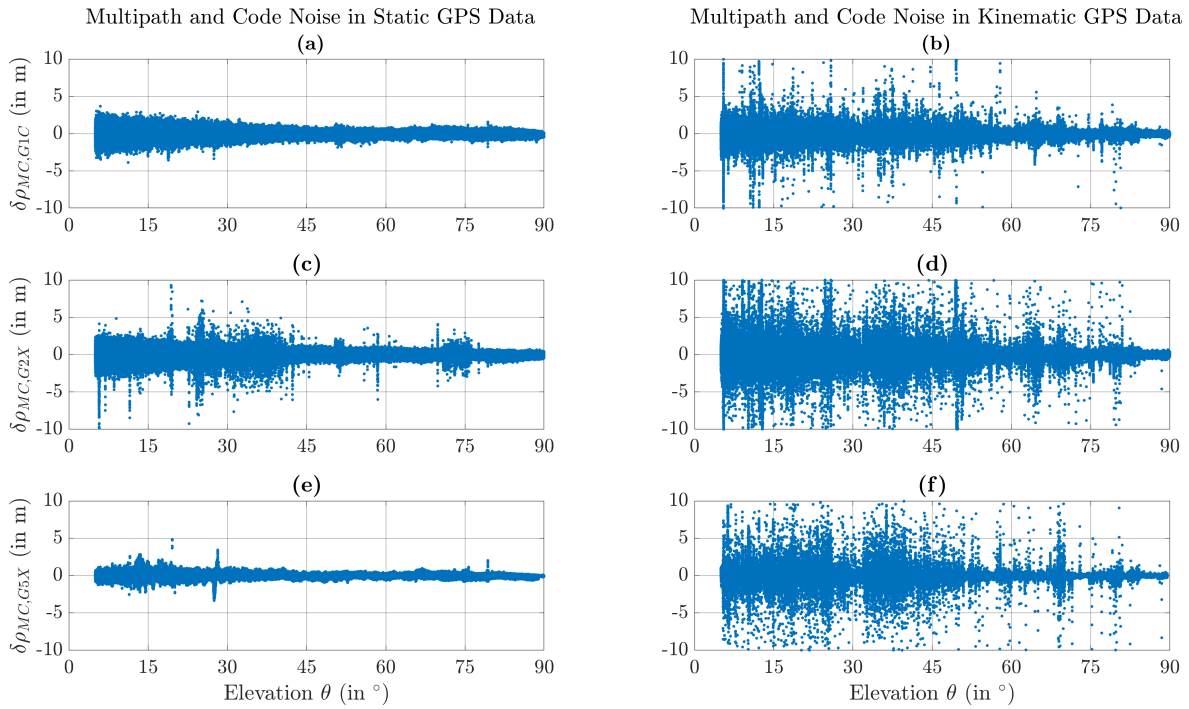 Multipath and Code Noise in Static GPS Data
Multipath and Code Noise in Kinematic GPS Data
(a)
δρMC,G1C (in m)
10
5
0
-5
-10
0 15 30 45 60 75 90
(b)
10
5
0
-5
-10
0 15 30 45 60 75 90
(c)
δρMC,G2X (in m)
10
5
0
-5
-10
0 15 30 45 60 75 90
(d)
10
5
0
-5
-10
0 15 30 45 60 75 90
(e)
δρMC,G5X (in m)
10
5
0
-5
-10
0 15 30 45 60 75 90
Elevation θ (in °)
(f)
10
5
0
-5
-10
0 15 30 45 60 75 90
Elevation θ (in °)